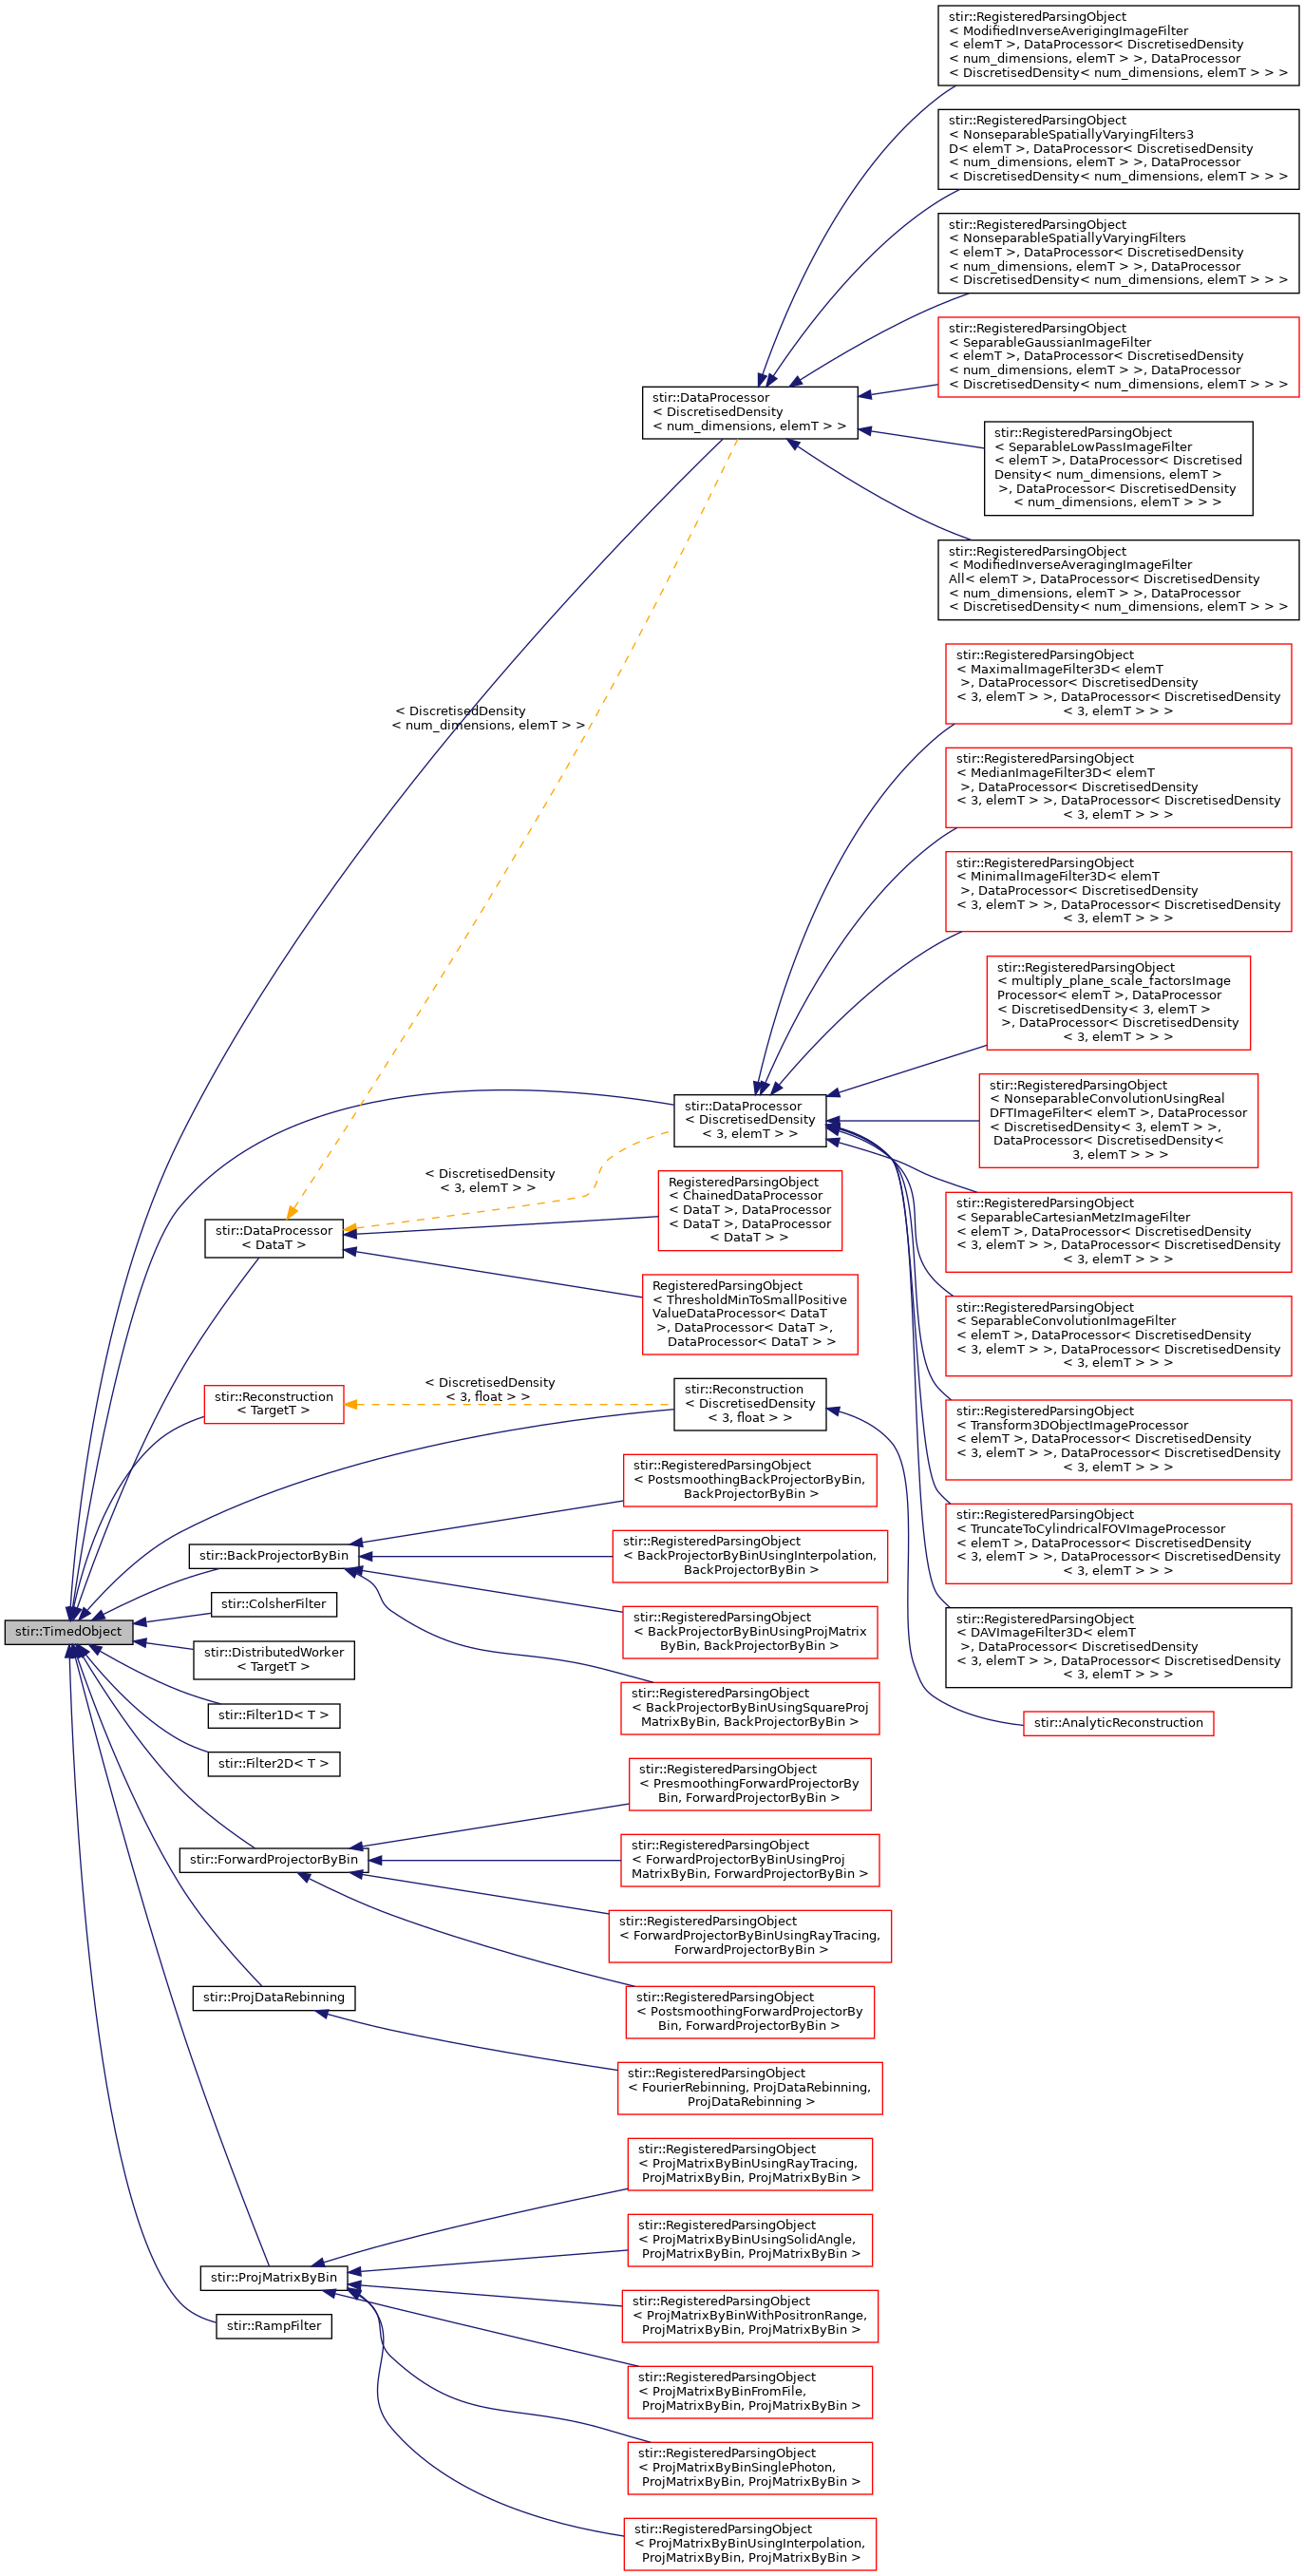 stir::RegisteredParsingObject
< ModifiedInverseAverigingImageFilter
< elemT >, DataProcessor< DiscretisedDensity
< num_dimensions, elemT > >, DataProcessor
< DiscretisedDensity< num_dimensions, elemT > > >
stir::RegisteredParsingObject
< NonseparableSpatiallyVaryingFilters3
D< elemT >, DataProcessor< DiscretisedDensity
< num_dimensions, elemT > >, DataProcessor
< DiscretisedDensity< num_dimensions, elemT > > >
stir::RegisteredParsingObject
< NonseparableSpatiallyVaryingFilters
< elemT >, DataProcessor< DiscretisedDensity
< num_dimensions, elemT > >, DataProcessor
< DiscretisedDensity< num_dimensions, elemT > > >
stir::RegisteredParsingObject
< SeparableGaussianImageFilter
< elemT >, DataProcessor< DiscretisedDensity
< num_dimensions, elemT > >, DataProcessor
< DiscretisedDensity< num_dimensions, elemT > > >
stir::DataProcessor
< DiscretisedDensity
< num_dimensions, elemT > >
stir::RegisteredParsingObject
< SeparableLowPassImageFilter
< elemT >, DataProcessor< Discretised
Density< num_dimensions, elemT >
>, DataProcessor< DiscretisedDensity
< num_dimensions, elemT > > >
stir::RegisteredParsingObject
< ModifiedInverseAveragingImageFilter
All< elemT >, DataProcessor< DiscretisedDensity
< num_dimensions, elemT > >, DataProcessor
< DiscretisedDensity< num_dimensions, elemT > > >
stir::RegisteredParsingObject
< MaximalImageFilter3D< elemT
>, DataProcessor< DiscretisedDensity
< 3, elemT > >, DataProcessor< DiscretisedDensity
< 3, elemT > > >
< DiscretisedDensity
< num_dimensions, elemT > >
stir::RegisteredParsingObject
< MedianImageFilter3D< elemT
>, DataProcessor< DiscretisedDensity
< 3, elemT > >, DataProcessor< DiscretisedDensity
< 3, elemT > > >
stir::RegisteredParsingObject
< MinimalImageFilter3D< elemT
>, DataProcessor< DiscretisedDensity
< 3, elemT > >, DataProcessor< DiscretisedDensity
< 3, elemT > > >
stir::RegisteredParsingObject
< multiply_plane_scale_factorsImage
Processor< elemT >, DataProcessor
< DiscretisedDensity< 3, elemT >
>, DataProcessor< DiscretisedDensity
< 3, elemT > > >
stir::DataProcessor
< DiscretisedDensity
< 3, elemT > >
stir::RegisteredParsingObject
< NonseparableConvolutionUsingReal
DFTImageFilter< elemT >, DataProcessor
< DiscretisedDensity< 3, elemT > >,
DataProcessor< DiscretisedDensity<
3, elemT > > >
< DiscretisedDensity
< 3, elemT > >
RegisteredParsingObject
< ChainedDataProcessor
< DataT >, DataProcessor
< DataT >, DataProcessor
< DataT > >
stir::RegisteredParsingObject
< SeparableCartesianMetzImageFilter
< elemT >, DataProcessor< DiscretisedDensity
< 3, elemT > >, DataProcessor< DiscretisedDensity
< 3, elemT > > >
stir::DataProcessor
< DataT >
RegisteredParsingObject
< ThresholdMinToSmallPositive
ValueDataProcessor< DataT
>, DataProcessor< DataT >,
DataProcessor< DataT > >
stir::RegisteredParsingObject
< SeparableConvolutionImageFilter
< elemT >, DataProcessor< DiscretisedDensity
< 3, elemT > >, DataProcessor< DiscretisedDensity
< 3, elemT > > >
stir::Reconstruction
< TargetT >
< DiscretisedDensity
< 3, float > >
stir::Reconstruction
< DiscretisedDensity
< 3, float > >
stir::RegisteredParsingObject
< Transform3DObjectImageProcessor
< elemT >, DataProcessor< DiscretisedDensity
< 3, elemT > >, DataProcessor< DiscretisedDensity
< 3, elemT > > >
stir::RegisteredParsingObject
< PostsmoothingBackProjectorByBin,
BackProjectorByBin >
stir::RegisteredParsingObject
< TruncateToCylindricalFOVImageProcessor
< elemT >, DataProcessor< DiscretisedDensity
< 3, elemT > >, DataProcessor< DiscretisedDensity
< 3, elemT > > >
stir::BackProjectorByBin
stir::RegisteredParsingObject
< BackProjectorByBinUsingInterpolation,
BackProjectorByBin >
stir::ColsherFilter
stir::RegisteredParsingObject
< BackProjectorByBinUsingProjMatrix
ByBin, BackProjectorByBin >
stir::RegisteredParsingObject
< DAVImageFilter3D< elemT
>, DataProcessor< DiscretisedDensity
< 3, elemT > >, DataProcessor< DiscretisedDensity
< 3, elemT > > >
stir::TimedObject
stir::DistributedWorker
< TargetT >
stir::RegisteredParsingObject
< BackProjectorByBinUsingSquareProj
MatrixByBin, BackProjectorByBin >
stir::Filter1D< T >
stir::AnalyticReconstruction
stir::Filter2D< T >
stir::RegisteredParsingObject
< PresmoothingForwardProjectorBy
Bin, ForwardProjectorByBin >
stir::ForwardProjectorByBin
stir::RegisteredParsingObject
< ForwardProjectorByBinUsingProj
MatrixByBin, ForwardProjectorByBin >
stir::RegisteredParsingObject
< ForwardProjectorByBinUsingRayTracing,
ForwardProjectorByBin >
stir::ProjDataRebinning
stir::RegisteredParsingObject
< PostsmoothingForwardProjectorBy
Bin, ForwardProjectorByBin >
stir::RegisteredParsingObject
< FourierRebinning, ProjDataRebinning,
ProjDataRebinning >
stir::RegisteredParsingObject
< ProjMatrixByBinUsingRayTracing,
ProjMatrixByBin, ProjMatrixByBin >
stir::RegisteredParsingObject
< ProjMatrixByBinUsingSolidAngle,
ProjMatrixByBin, ProjMatrixByBin >
stir::ProjMatrixByBin
stir::RegisteredParsingObject
< ProjMatrixByBinWithPositronRange,
ProjMatrixByBin, ProjMatrixByBin >
stir::RampFilter
stir::RegisteredParsingObject
< ProjMatrixByBinFromFile,
ProjMatrixByBin, ProjMatrixByBin >
stir::RegisteredParsingObject
< ProjMatrixByBinSinglePhoton,
ProjMatrixByBin, ProjMatrixByBin >
stir::RegisteredParsingObject
< ProjMatrixByBinUsingInterpolation,
ProjMatrixByBin, ProjMatrixByBin >